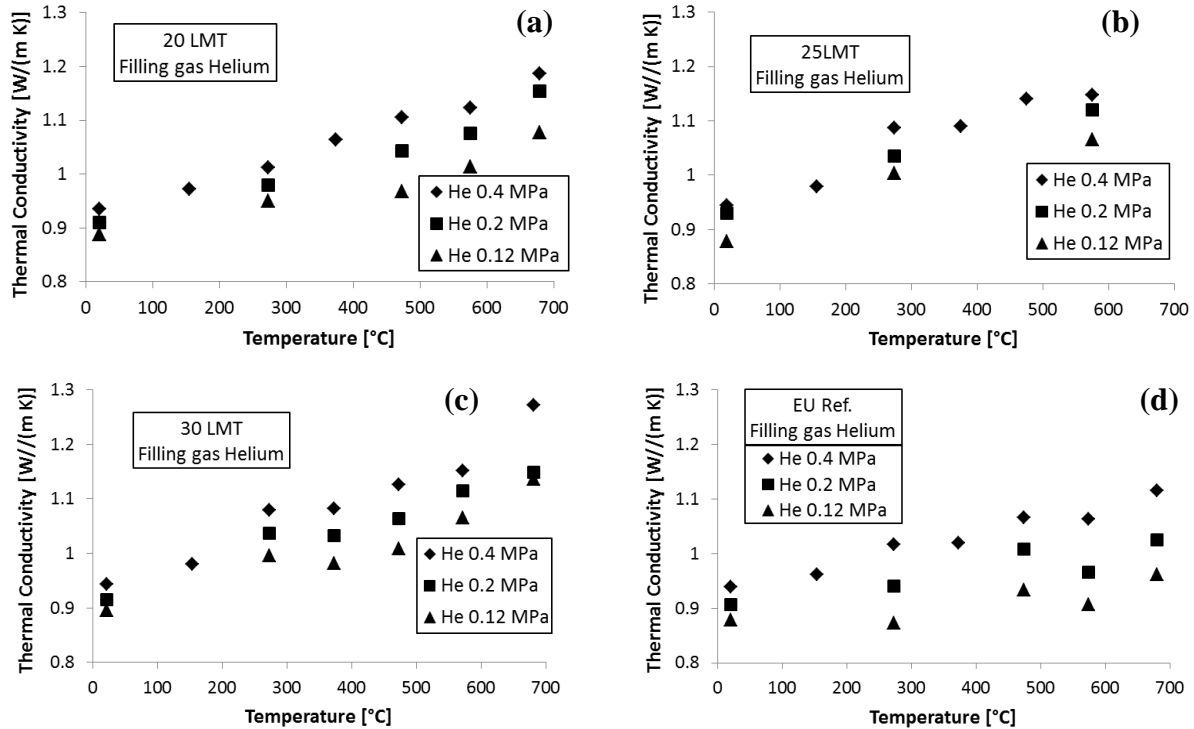 (a)
20 LMT
Filling gas Helium
Thermal Conductivity [W/(m K)]
1.3
1.2
1.1
1
0.9
0.8
He 0.4 MPa
He 0.2 MPa
He 0.12 MPa
0 100 200 300 400 500 600 700
Temperature [°C]
(b)
25LMT
Filling gas Helium
Thermal Conductivity [W//(m K)]
1.3
1.2
1.1
1
0.9
0.8
He 0.4 MPa
He 0.2 MPa
He 0.12 MPa
0 100 200 300 400 500 600 700
Temperature [°C]
(c)
30 LMT
Filling gas Helium
Thermal Conductivity [W//(m K)]
1.3
1.2
1.1
1
0.9
0.8
He 0.4 MPa
He 0.2 MPa
He 0.12 MPa
0 100 200 300 400 500 600 700
Temperature [°C]
(d)
EU Ref.
Filling gas Helium
He 0.4 MPa
He 0.2 MPa
He 0.12 MPa
Thermal Conductivity [W//(m K)]
1.3
1.2
1.1
1
0.9
0.8
0 100 200 300 400 500 600 700
Temperature [°C]